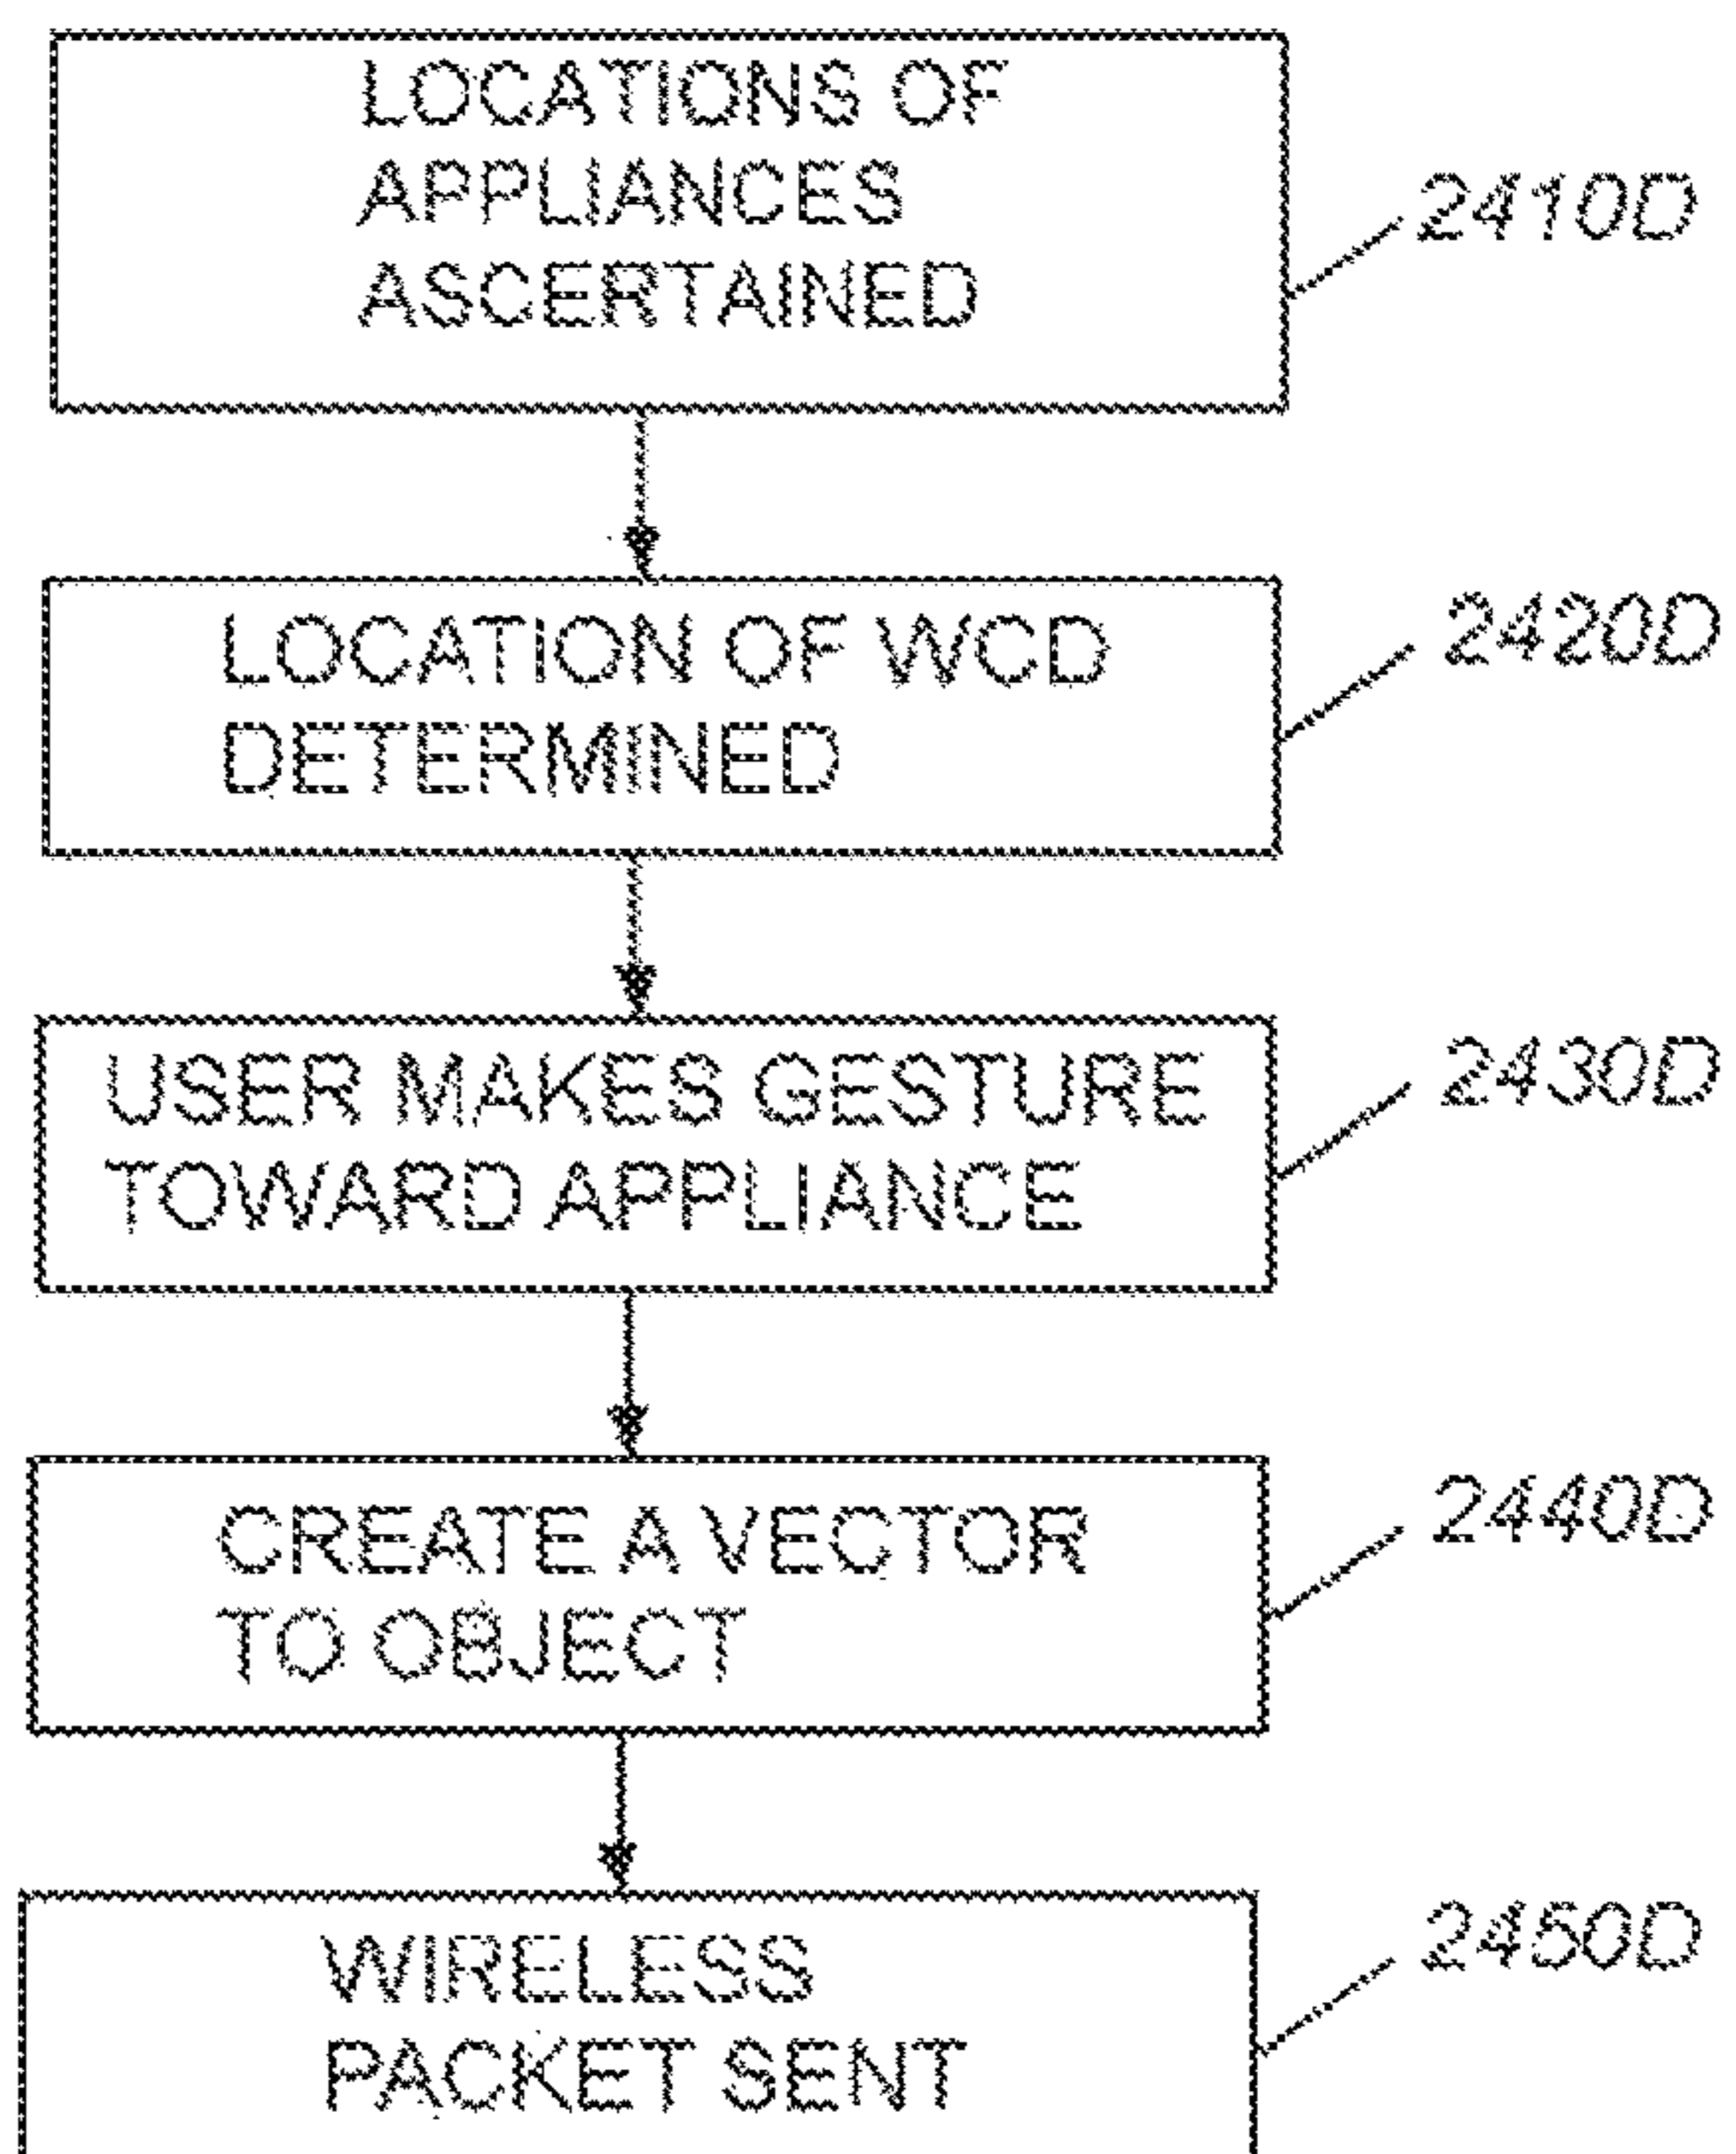 LOCATIONS OF
APPLIANCES
ASCERTAINED
2410D
LOCATION OF WCD
DETERMINED
2420D
USER MAKES GESTURE
TOWARD APPLIANCE
2430D
CREATE A VECTOR
TO OBJECT
2440D
WIRELESS
PACKET SENT
2450D